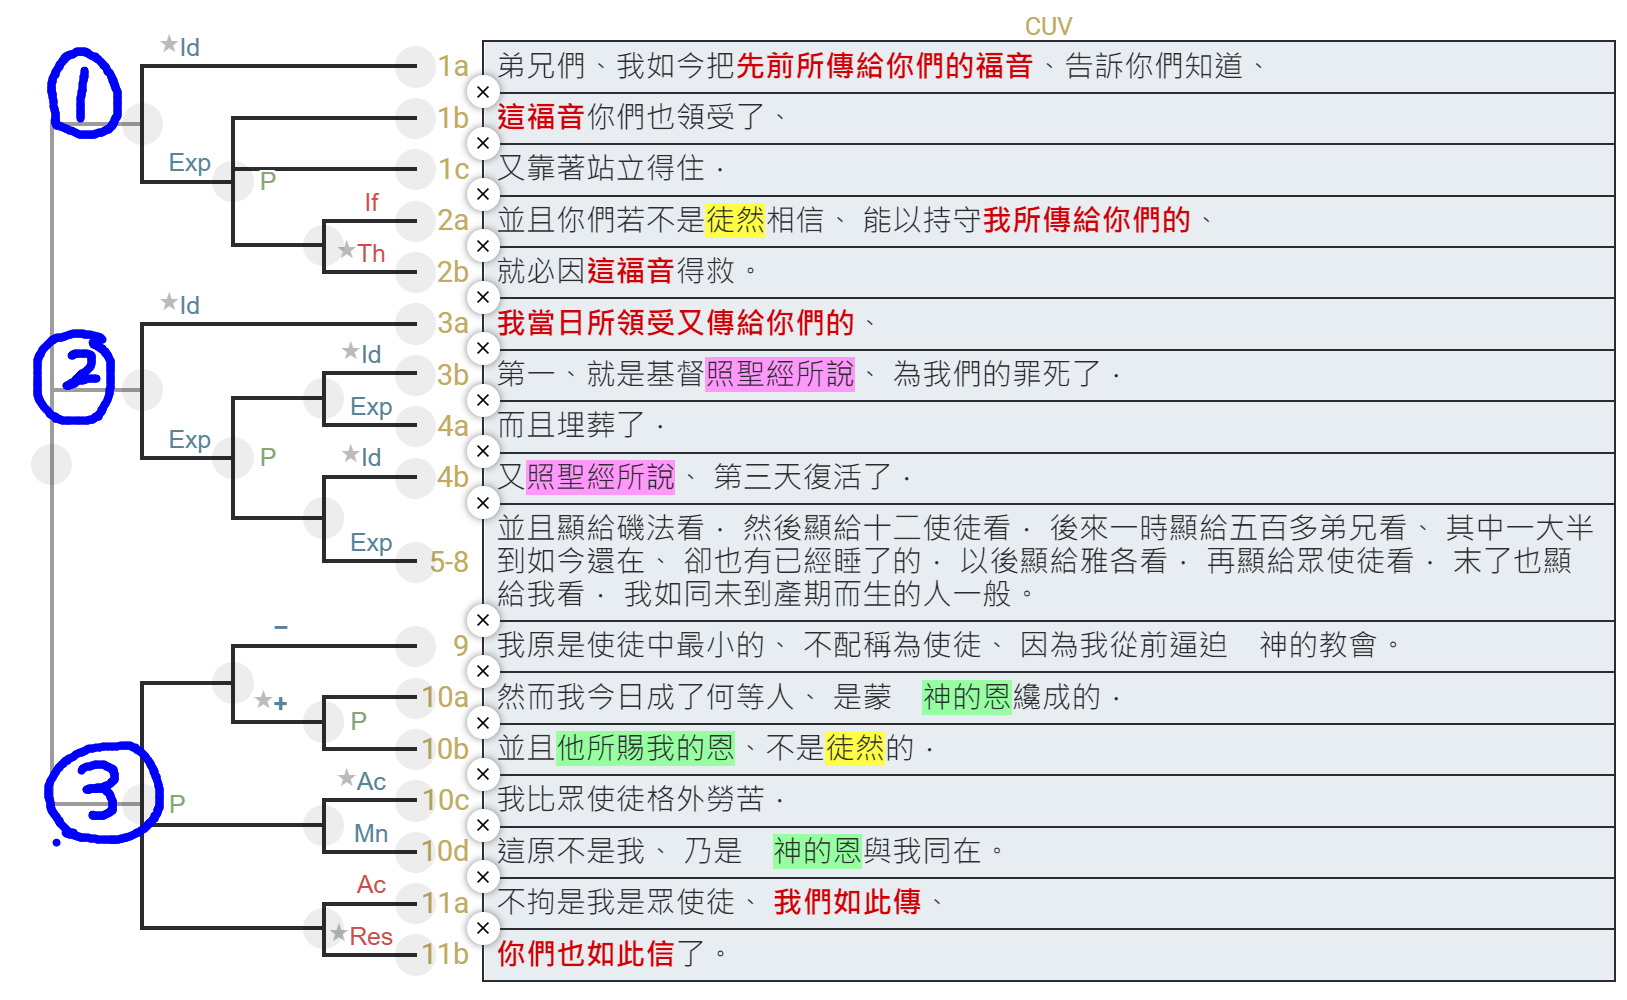 CUV
①
★Id
1a 弟兄們、我如今把先前所傳給你們的福音、告訴你們知道、
1b 這福音你們也領受了、
Exp
P
1c 又靠著站立得住．
If
2a 並且你們若不是徒然相信、能以持守我所傳給你們的、
★Th
2b 就必因這福音得救。
②
★Id
3a 我當日所領受又傳給你們的、
★Id
3b 第一、就是基督照聖經所說、為我們的罪死了．
Exp
4a 而且埋葬了．
Exp
P
★Id
4b 又照聖經所說、第三天復活了．
Exp
5-8 並且顯給磯法看．然後顯給十二使徒看．後來一時顯給五百多弟兄看、其中一大半
到如今還在、卻也有已經睡了的．以後顯給雅各看．再顯給眾使徒看．末了也顯
給我看．我如同未到產期而生的人一般。
③
P
–
9 我原是使徒中最小的、不配稱為使徒、因為我從前逼迫　神的教會。
★+
10a 然而我今日成了何等人、是蒙　神的恩纔成的．
P
10b 並且他所賜我的恩、不是徒然的．
★Ac
10c 我比眾使徒格外勞苦．
Mn
10d 這原不是我、乃是　神的恩與我同在。
Ac
11a 不拘是我是眾使徒、我們如此傳、
★Res
11b 你們也如此信了。